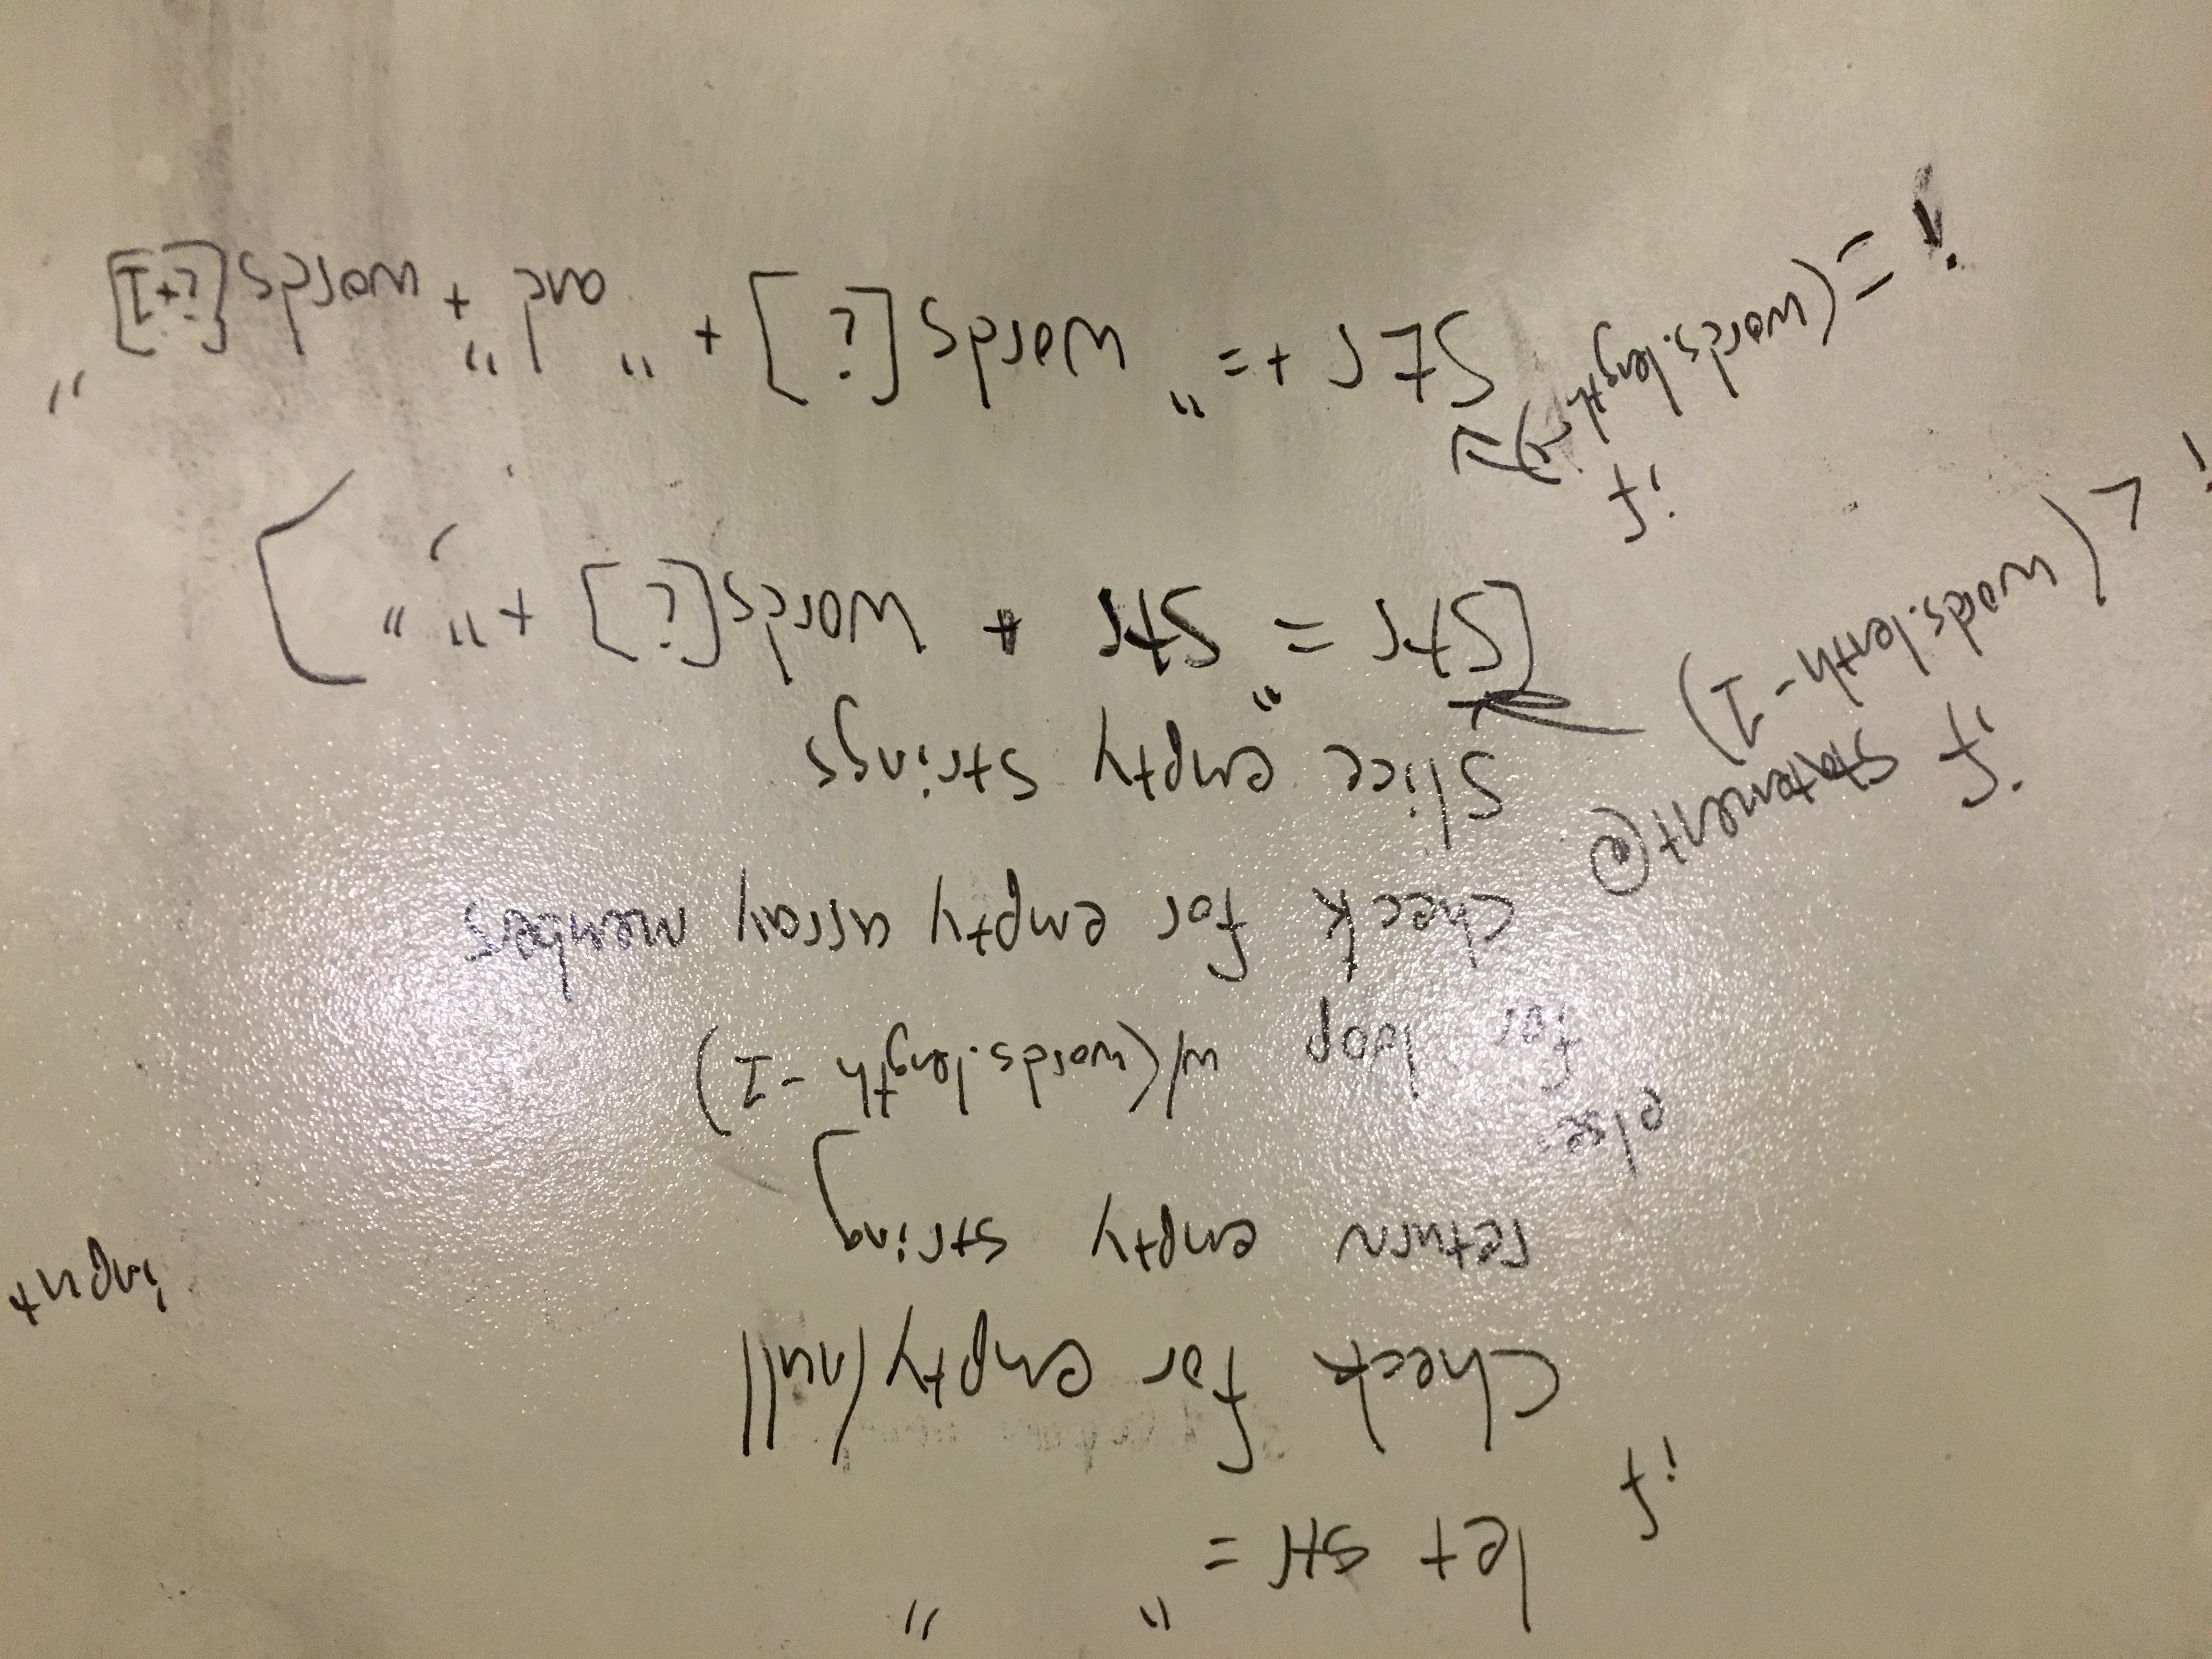 let str = "        "
if
Check for empty/null
return empty string
input
else
for loop w/(words.length -1)
check for empty array members
if statement @
i < (words.lenth-1)
Slice empty strings
[Str = "Str + words[i] + ","]
if
i = (words.length
Str += "words[i] + "and" + words[i+1]"